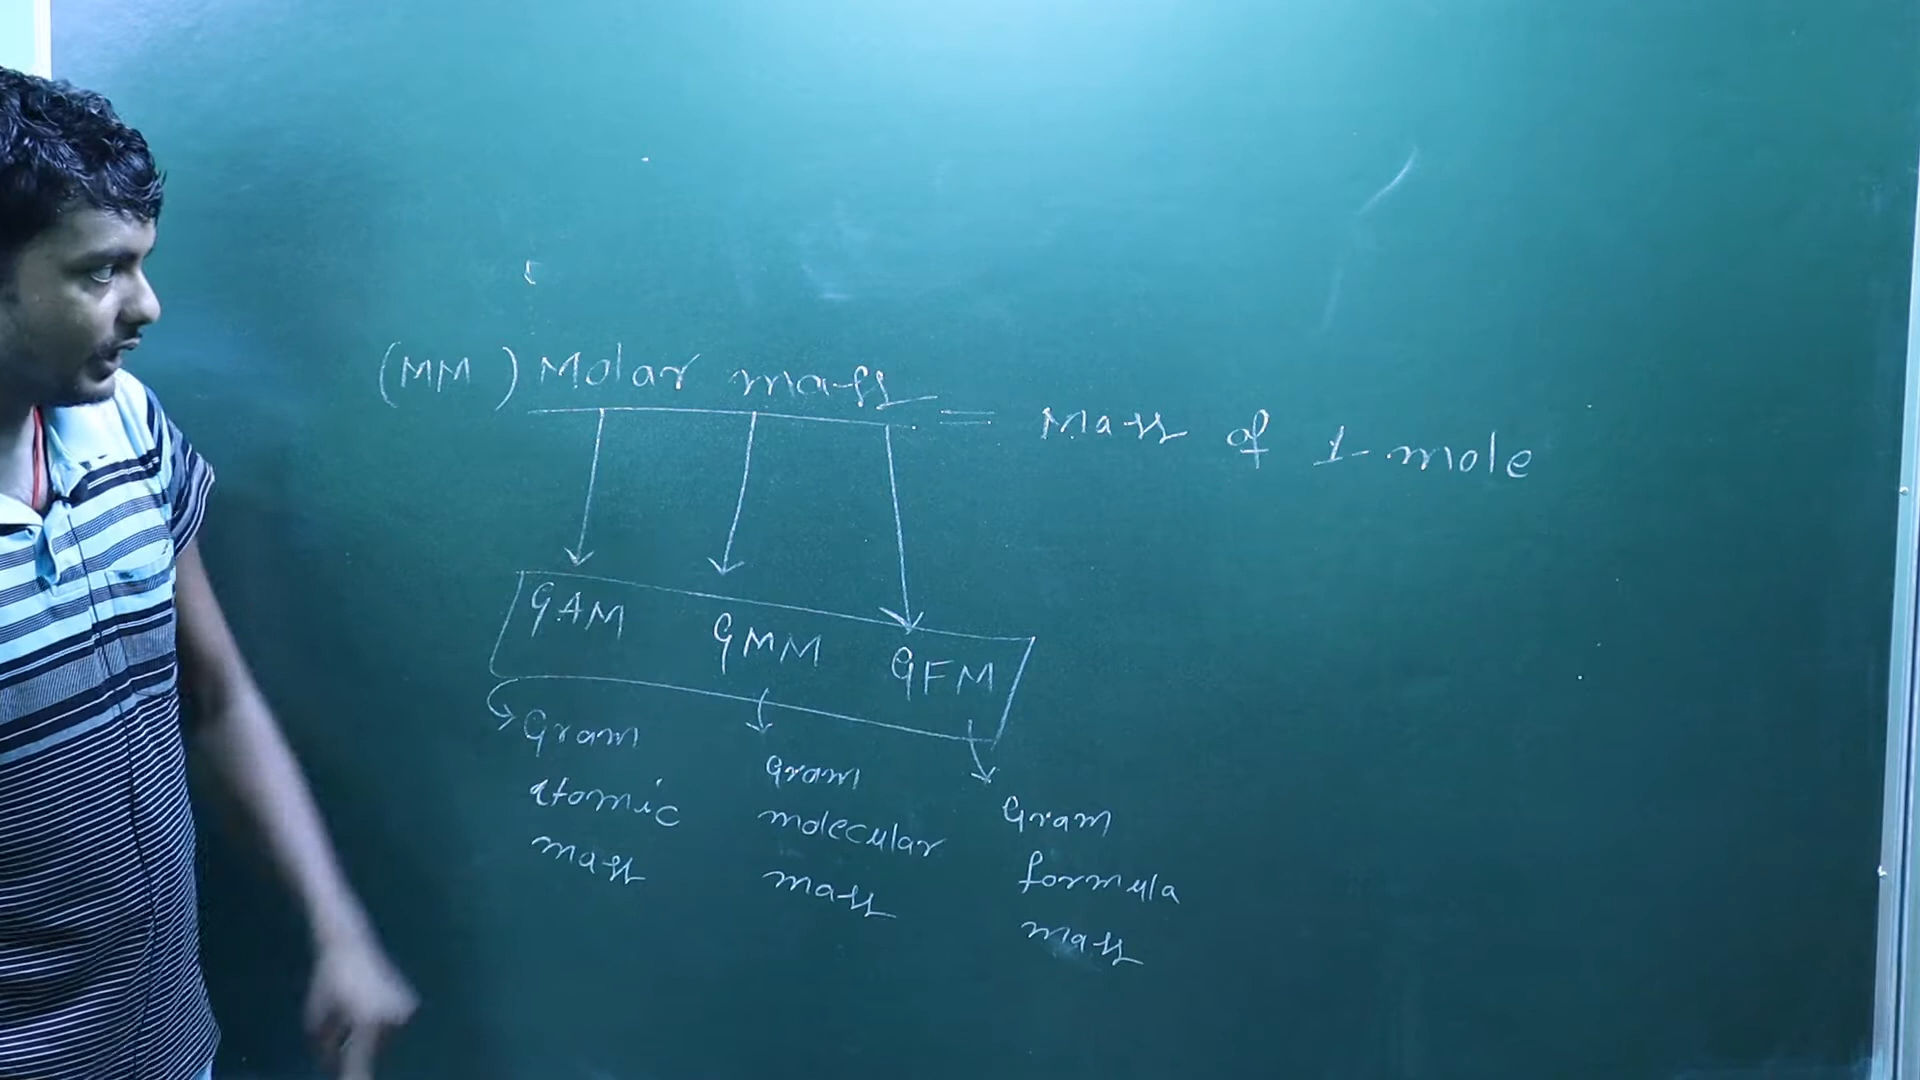 (MM) Molar mass = Mass of 1 mole
GAM GMM GFM
Gram
atomic
mass
Gram
molecular
mass
Gram
formula
mass